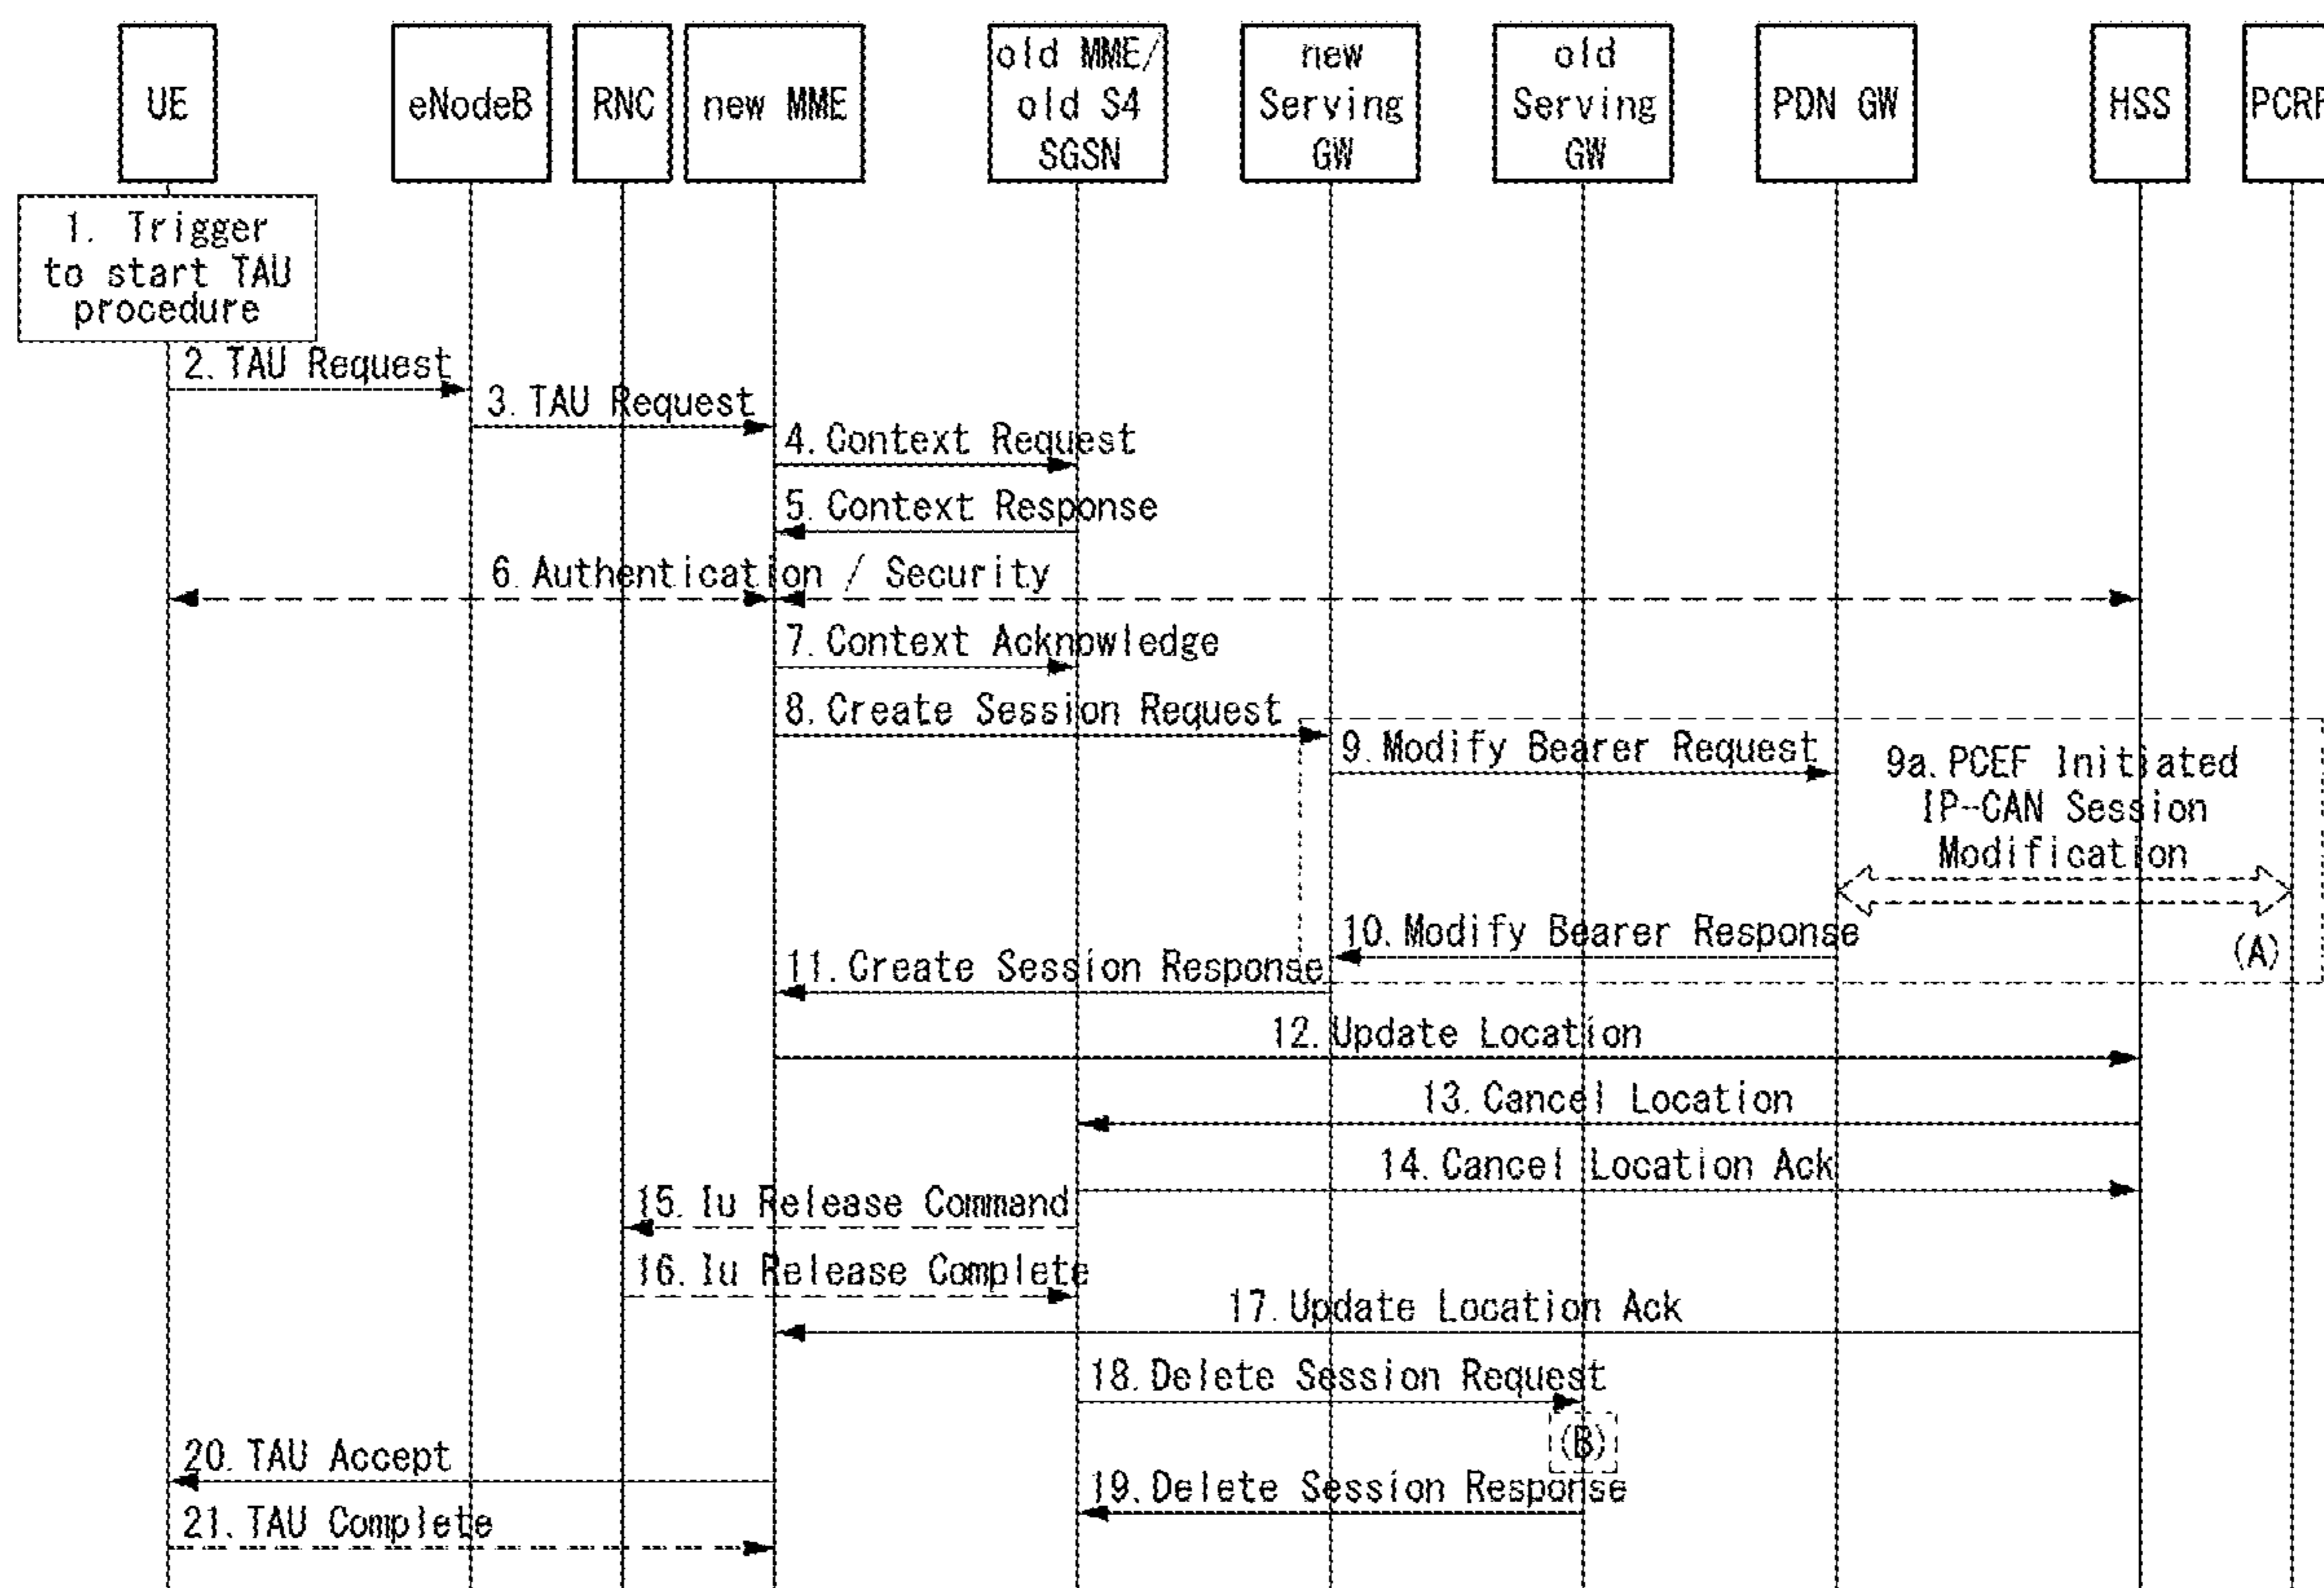 UE
eNodeB
RNC
new MME
old MME/
old S4
SGSN
new
Serving
GW
old
Serving
GW
PDN GW
HSS
PCRF
1. Trigger
to start TAU
procedure
2. TAU Request
3. TAU Request
4. Context Request
5. Context Response
6. Authentication / Security
7. Context Acknowledge
8. Create Session Request
9. Modify Bearer Request
9a. PCEF Initiated
IP-CAN Session
Modification
10. Modify Bearer Response
(A)
11. Create Session Response
12. Update Location
13. Cancel Location
14. Cancel Location Ack
15. Iu Release Command
16. Iu Release Complete
17. Update Location Ack
18. Delete Session Request
(B)
20. TAU Accept
19. Delete Session Response
21. TAU Complete